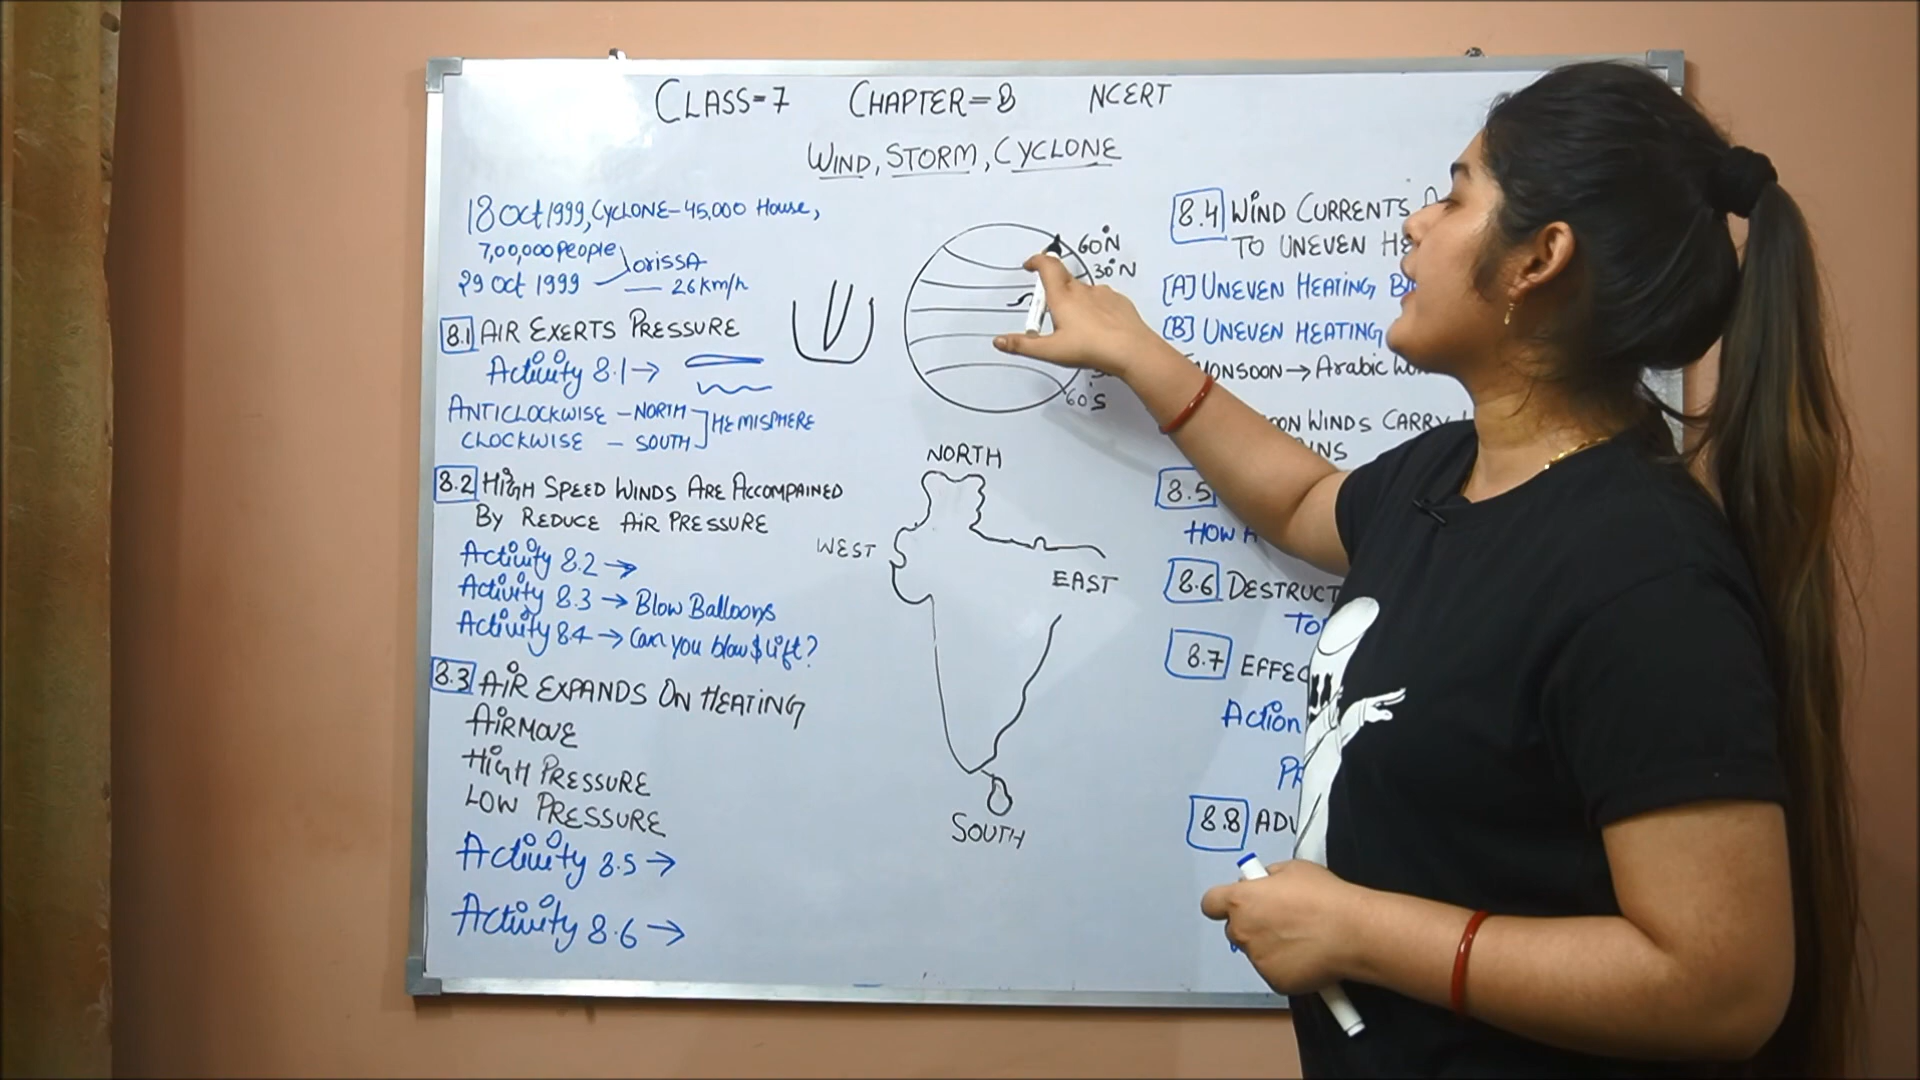 CLASS=7 CHAPTER=8 NCERT
WIND, STORM, CYCLONE
18 Oct 1999, CYCLONE-45,000 House,
7,00,000 people
orissA
29 Oct 1999 — 26 km/h
8.1 AIR EXERTS PRESSURE
Activity 8.1 →
ANTICLOCKWISE - NORTH
HEMISPHERE
CLOCKWISE - SOUTH
8.2 HIGH SPEED WINDS ARE ACCOMPAINED
BY REDUCE AIR PRESSURE
Activity 8.2 →
Activity 8.3 → Blow Balloons
Activity 8.4 → Can you blow & lift?
8.3 AIR EXPANDS ON HEATING
AIR MOVE
HIGH PRESSURE
LOW PRESSURE
Activity 8.5 →
Activity 8.6 →
60°N
30°N
60°S
NORTH
WEST
EAST
SOUTH
8.4 WIND CURRENTS
TO UNEVEN
[A] UNEVEN HEATING
[B] UNEVEN HEATING
MONSOON → Arabic
WINDS CARRY
8.5
HOW
8.6
8.7
Action
8.8